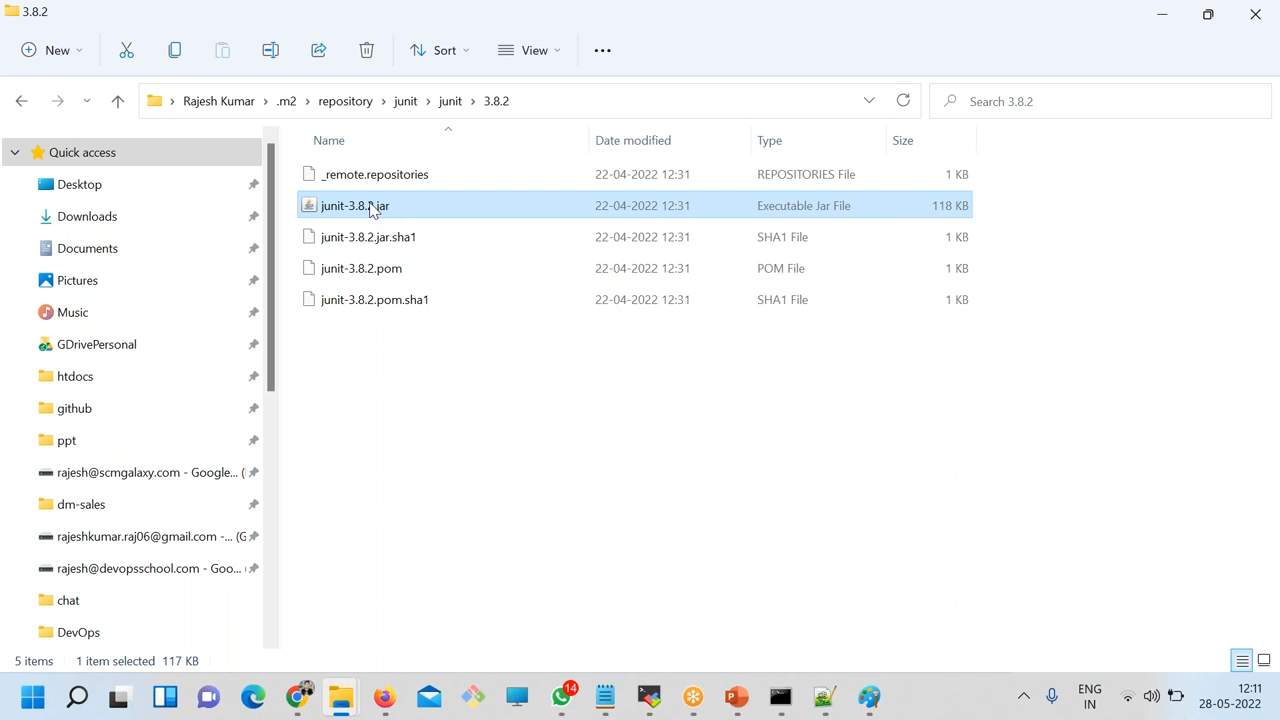 3.8.2
New
Sort
View
Rajesh Kumar > .m2 > repository > junit > junit > 3.8.2
Search 3.8.2
Name Date modified Type Size
_remote.repositories 22-04-2022 12:31 REPOSITORIES File 1 KB
junit-3.8.2.jar 22-04-2022 12:31 Executable Jar File 118 KB
junit-3.8.2.jar.sha1 22-04-2022 12:31 SHA1 File 1 KB
junit-3.8.2.pom 22-04-2022 12:31 POM File 1 KB
junit-3.8.2.pom.sha1 22-04-2022 12:31 SHA1 File 1 KB
Quick access
Desktop
Downloads
Documents
Pictures
Music
GDrivePersonal
htdocs
github
ppt
rajesh@scmgalaxy.com - Google... (
dm-sales
rajeshkumar.raj06@gmail.com -... (G
rajesh@devopsschool.com - Goo...
chat
DevOps
5 items 1 item selected 117 KB
14
ENG
IN
12:11
28-05-2022